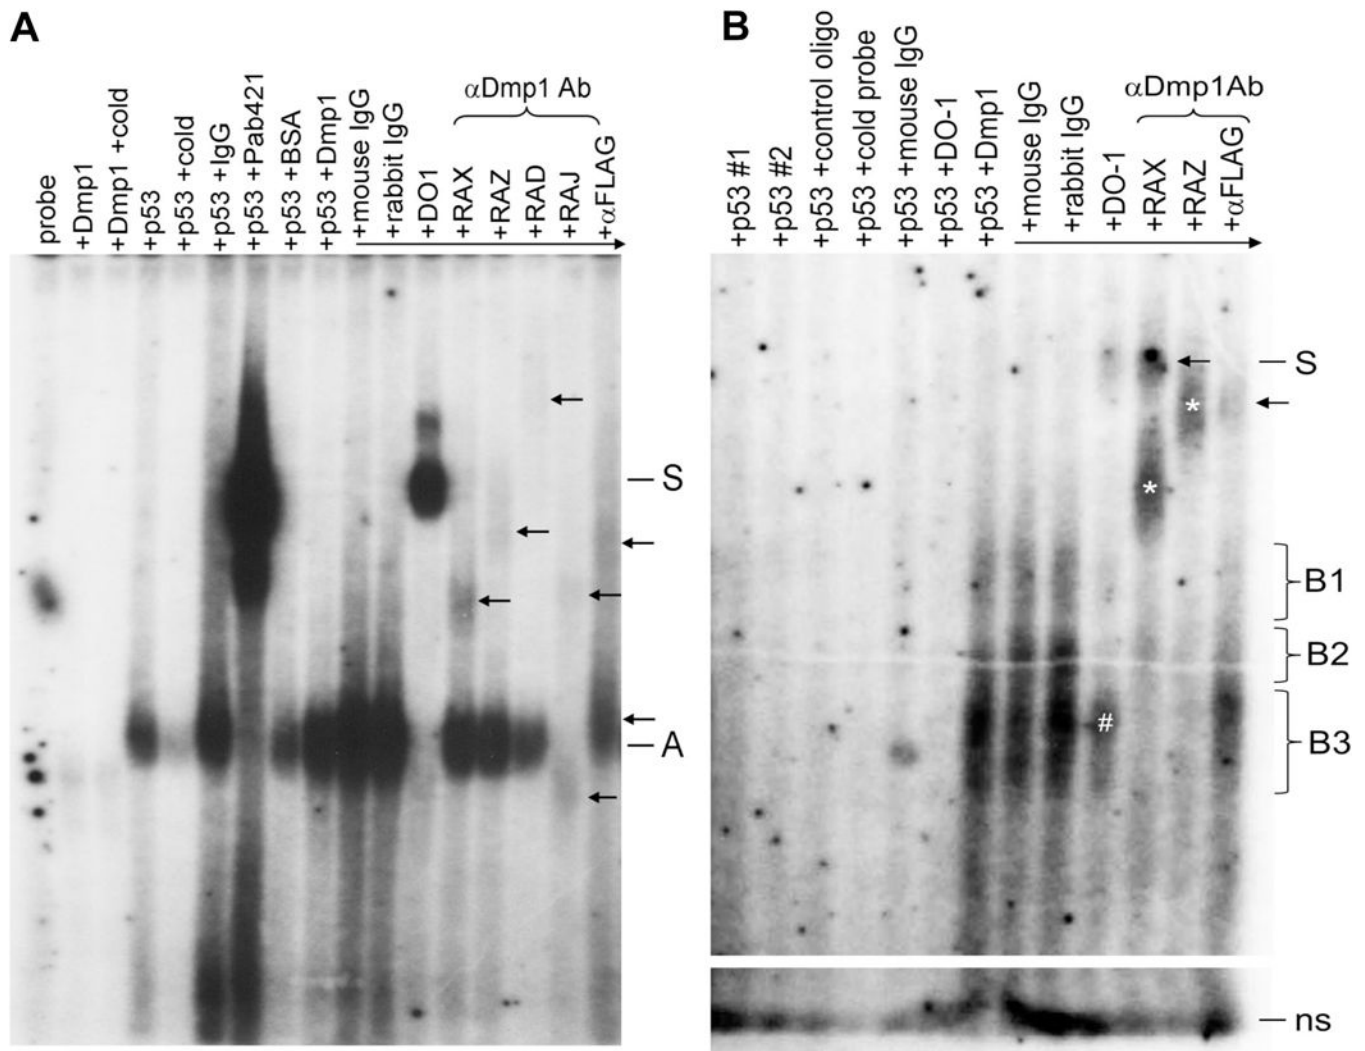 A
αDmp1 Ab
probe
+Dmp1
+Dmp1 +cold
+p53
+p53 +cold
+p53 +IgG
+p53 +Pab421
+p53 +BSA
+p53 +Dmp1
+mouse IgG
+rabbit IgG
+DO1
+RAX
+RAZ
+RAD
+RAJ
+αFLAG
S
A
B
αDmp1Ab
+p53 #1
+p53 #2
+p53 +control oligo
+p53 +cold probe
+p53 +mouse IgG
+p53 +DO-1
+p53 +Dmp1
+mouse IgG
+rabbit IgG
+DO-1
+RAX
+RAZ
+αFLAG
S
*
*
B1
B2
#
B3
ns